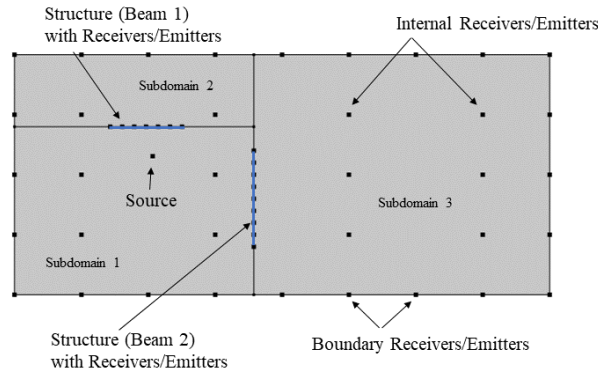 Structure (Beam 1)
with Receivers/Emitters
Internal Receivers/Emitters
Subdomain 2
Source
Subdomain 3
Subdomain 1
Structure (Beam 2)
with Receivers/Emitters
Boundary Receivers/Emitters